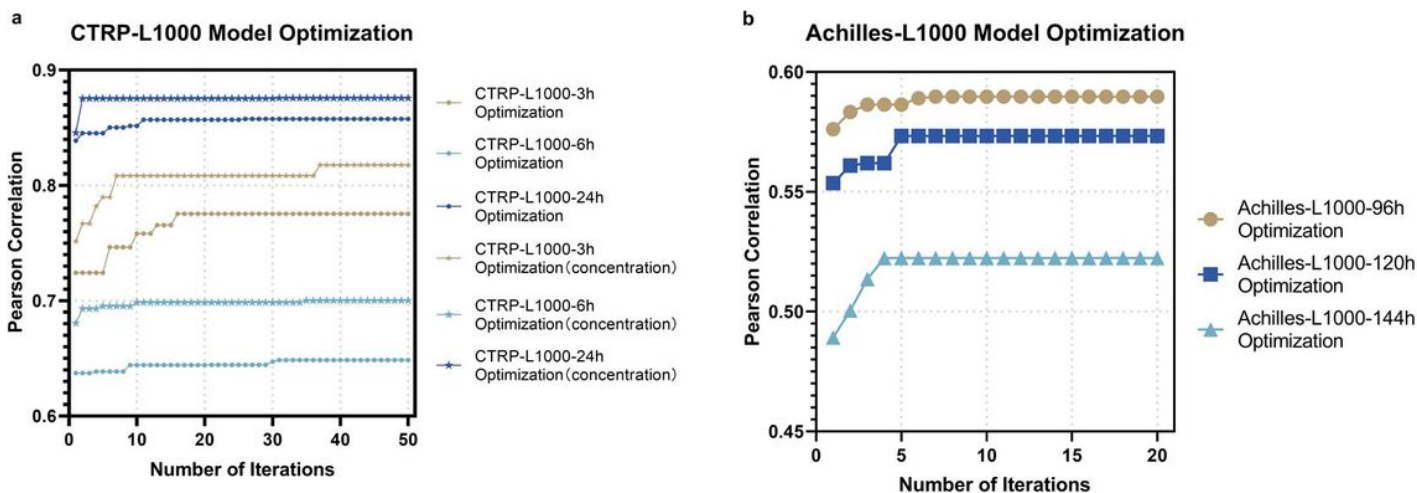 a
CTRP-L1000 Model Optimization
Pearson Correlation
0.9
0.8
0.7
0.6
0 10 20 30 40 50
Number of Iterations
CTRP-L1000-3h
Optimization
CTRP-L1000-6h
Optimization
CTRP-L1000-24h
Optimization
CTRP-L1000-3h
Optimization(concentration)
CTRP-L1000-6h
Optimization(concentration)
CTRP-L1000-24h
Optimization(concentration)
b
Achilles-L1000 Model Optimization
Pearson Correlation
0.60
0.55
0.50
0.45
0 5 10 15 20
Number of Iterations
Achilles-L1000-96h
Optimization
Achilles-L1000-120h
Optimization
Achilles-L1000-144h
Optimization